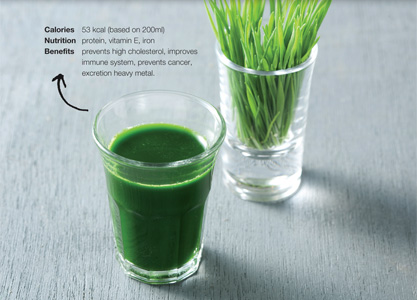 Calories 53 kcal (based on 200ml)
Nutrition protein, vitamin E, iron
Benefits prevents high cholesterol, improves
immune system, prevents cancer,
excretion heavy metal.